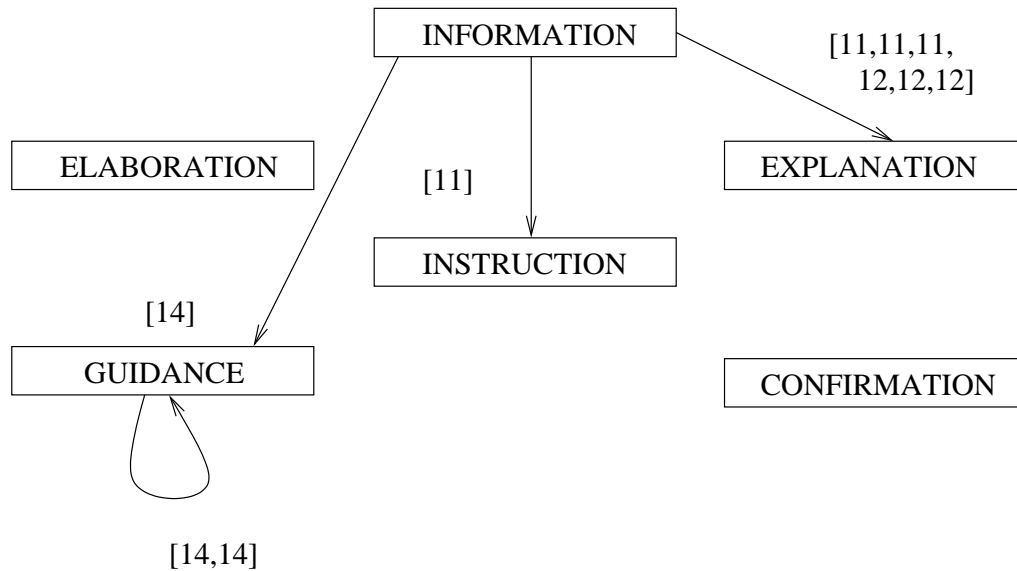 INFORMATION
[11,11,11,
12,12,12]
ELABORATION
[11]
EXPLANATION
INSTRUCTION
[14]
GUIDANCE
CONFIRMATION
[14,14]